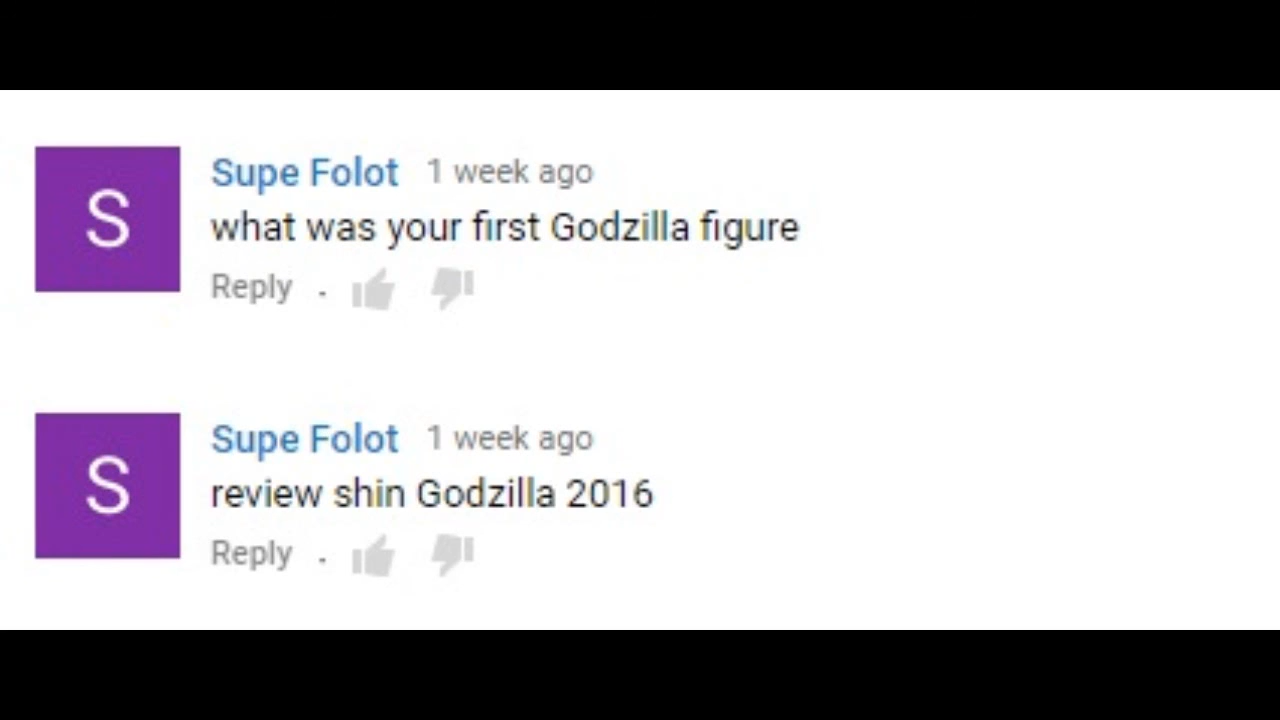 S
Supe Folot 1 week ago
what was your first Godzilla figure
Reply .
S
Supe Folot 1 week ago
review shin Godzilla 2016
Reply .